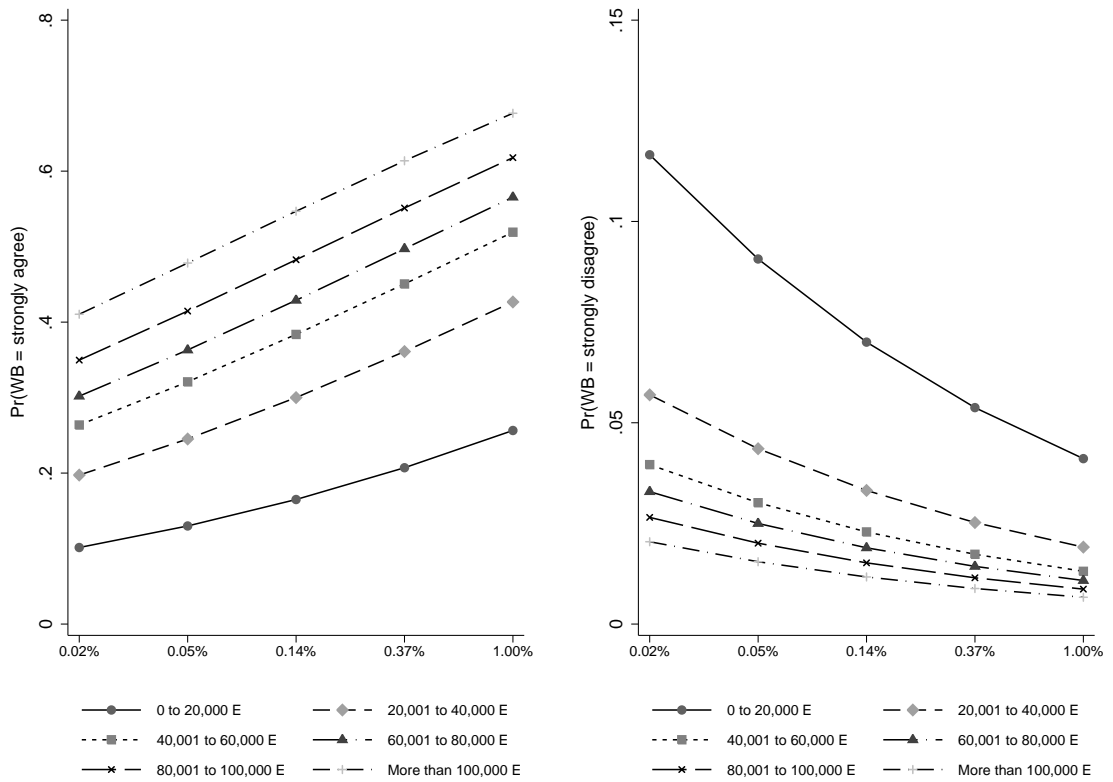 .8
.6
.4
.2
0
Pr(WB = strongly agree)
0.02% 0.05% 0.14% 0.37% 1.00%
0 to 20,000 E 20,001 to 40,000 E
40,001 to 60,000 E 60,001 to 80,000 E
80,001 to 100,000 E More than 100,000 E
.15
.1
.05
0
Pr(WB = strongly disagree)
0.02% 0.05% 0.14% 0.37% 1.00%
0 to 20,000 E 20,001 to 40,000 E
40,001 to 60,000 E 60,001 to 80,000 E
80,001 to 100,000 E More than 100,000 E